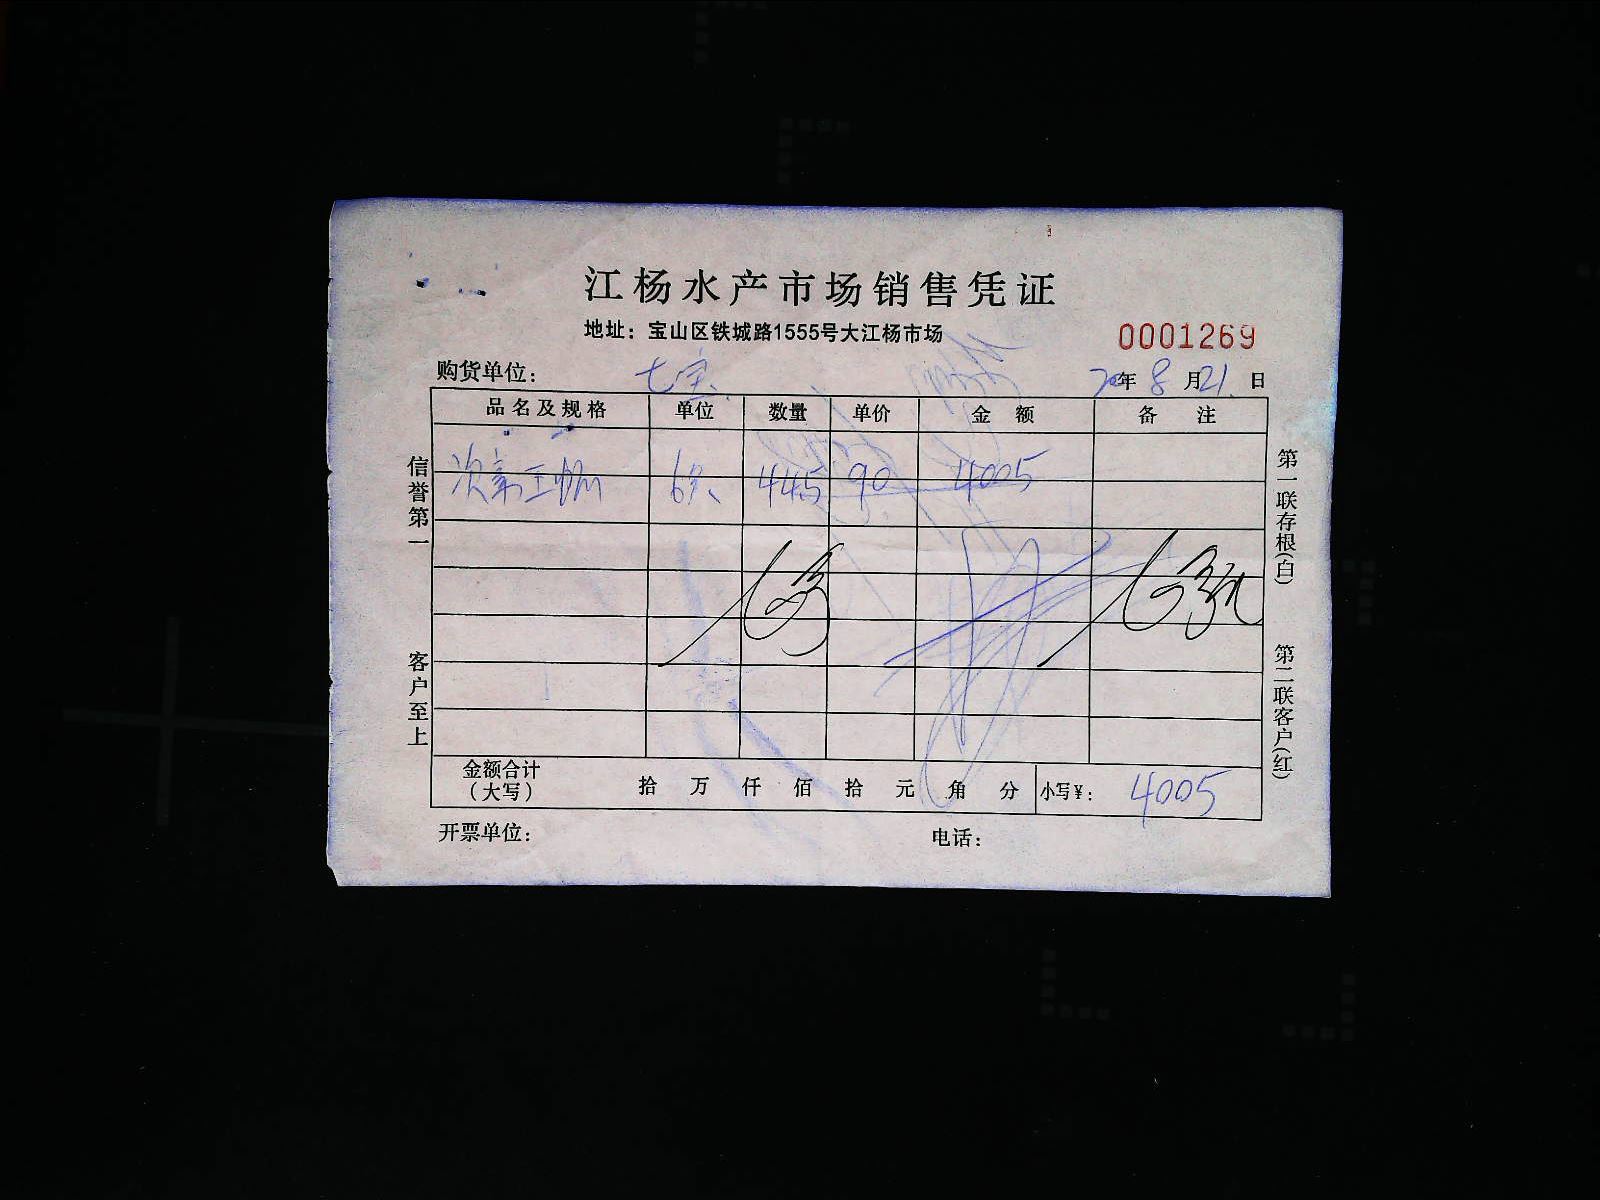 江杨水产市场销售凭证
地址：宝山区铁城路1555号大江杨市场
0001269
购货单位： 七宝 年 8 月 21 日
品名及规格 单位 数量 单价 金额 备注
445 90 4005
信誉第一
客户至上
第一联存根(白)
第二联客户(红)
金额合计 拾 万 仟 佰 拾 元 角 分 小写¥： 4005
（大写）
开票单位： 电话：